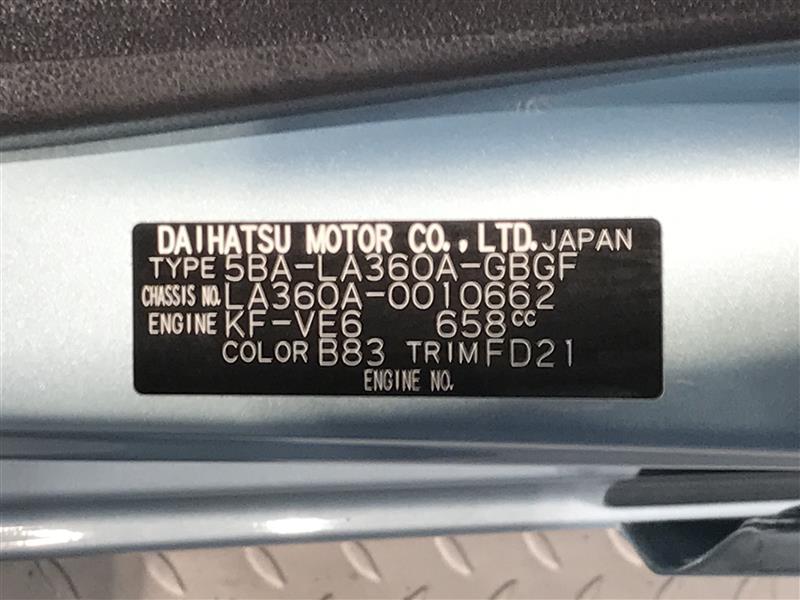 DAIHATSU MOTOR CO., LTD. JAPAN
TYPE 5BA-LA360A-GBGF
CHASSIS NO. LA360A-0010662
ENGINE KF-VE6 658cc
COLOR B83 TRIM FD21
ENGINE NO.